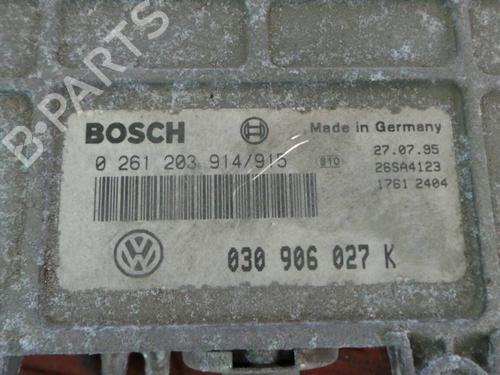 B-PARTS
BOSCH
Made in Germany
0 261 203 914/915
810
27.07.95
26SA4123
1761 2404
030 906 027 K